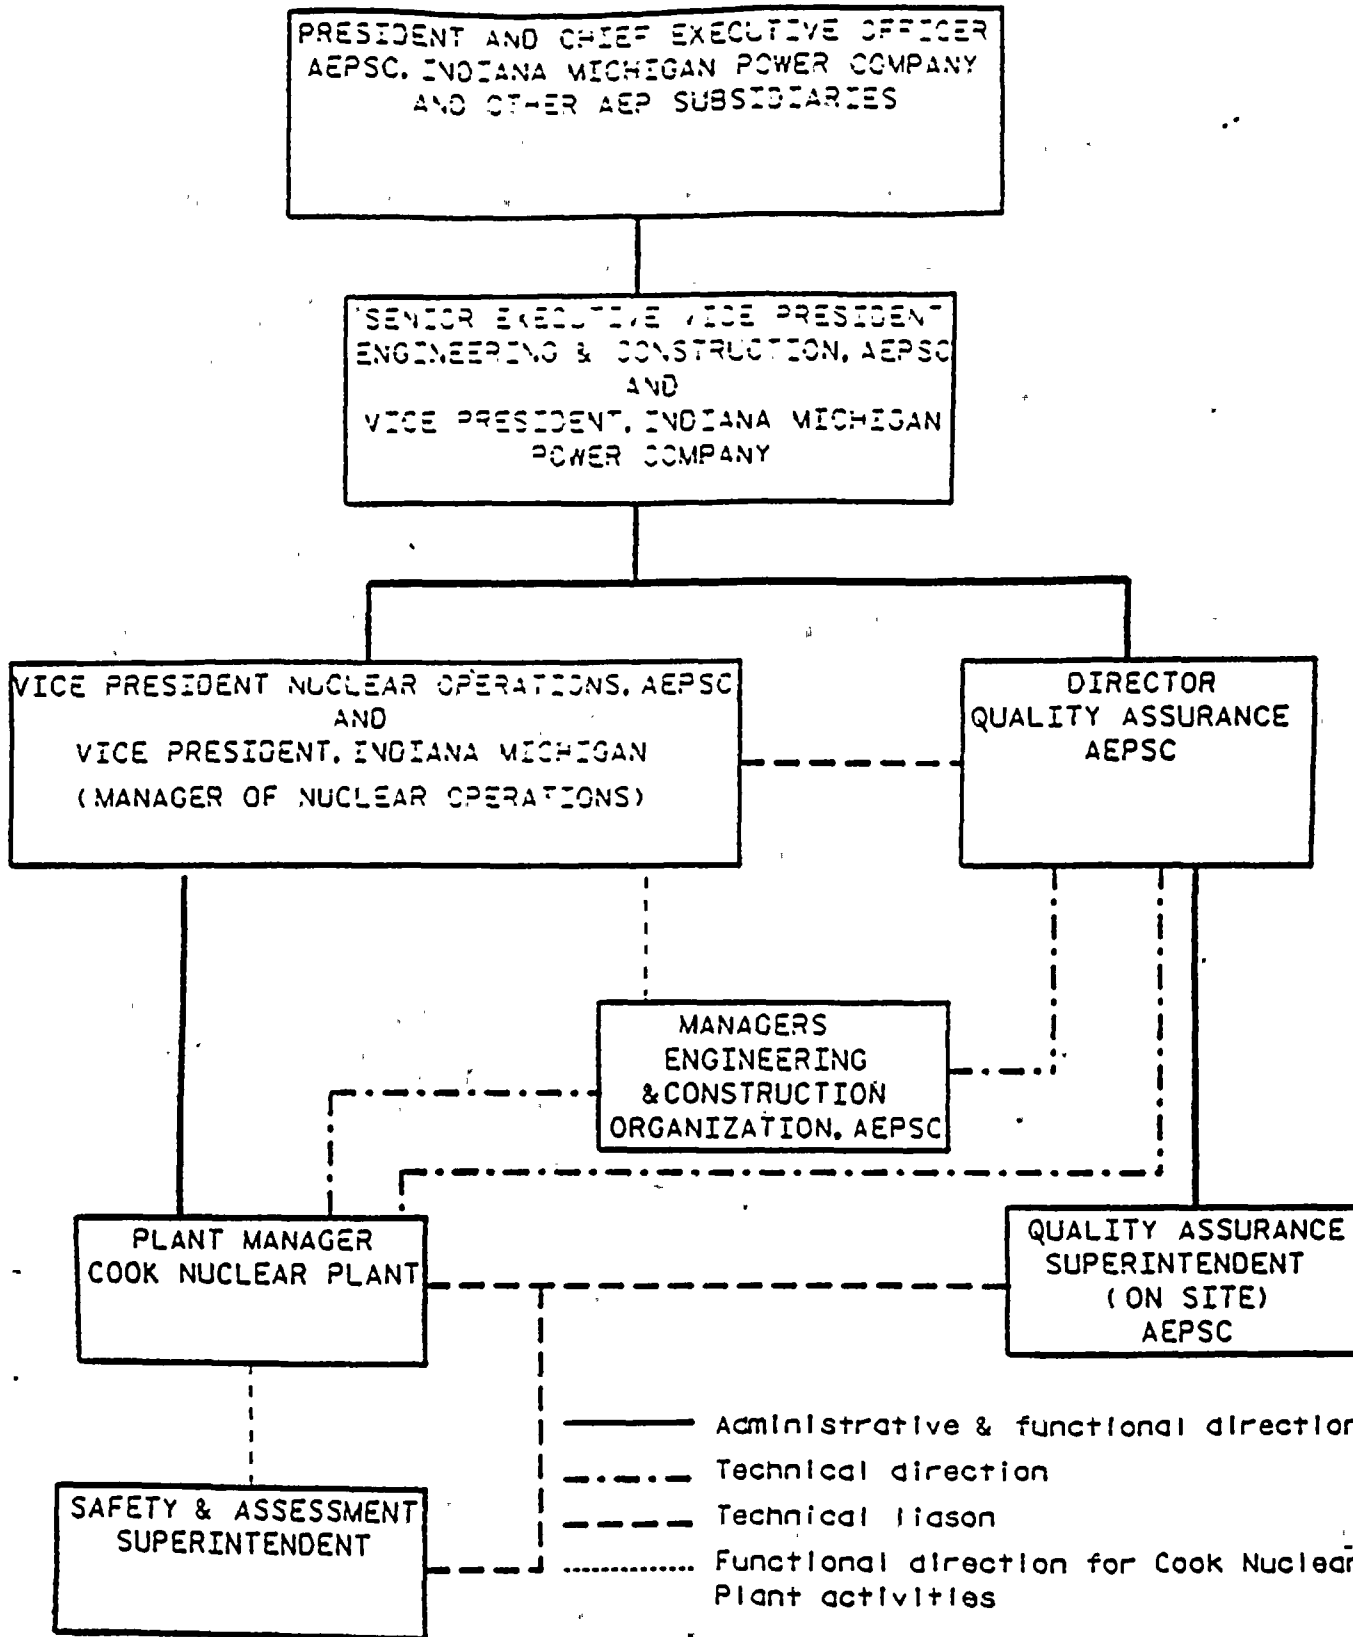 PRESIDENT AND CHIEF EXECUTIVE OFFICER
AEPSC, INDIANA MICHIGAN POWER COMPANY
AND OTHER AEP SUBSIDIARIES
SENIOR EXECUTIVE VICE PRESIDENT
ENGINEERING & CONSTRUCTION, AEPSC
AND
VICE PRESIDENT, INDIANA MICHIGAN
POWER COMPANY
VICE PRESIDENT NUCLEAR OPERATIONS, AEPSC
AND
VICE PRESIDENT, INDIANA MICHIGAN
(MANAGER OF NUCLEAR OPERATIONS)
DIRECTOR
QUALITY ASSURANCE
AEPSC
MANAGERS
ENGINEERING
&CONSTRUCTION
ORGANIZATION, AEPSC
PLANT MANAGER
COOK NUCLEAR PLANT
QUALITY ASSURANCE
SUPERINTENDENT
(ON SITE)
AEPSC
SAFETY & ASSESSMENT
SUPERINTENDENT
Administrative & functional direction
Technical direction
Technical liason
Functional direction for Cook Nuclear
Plant activities